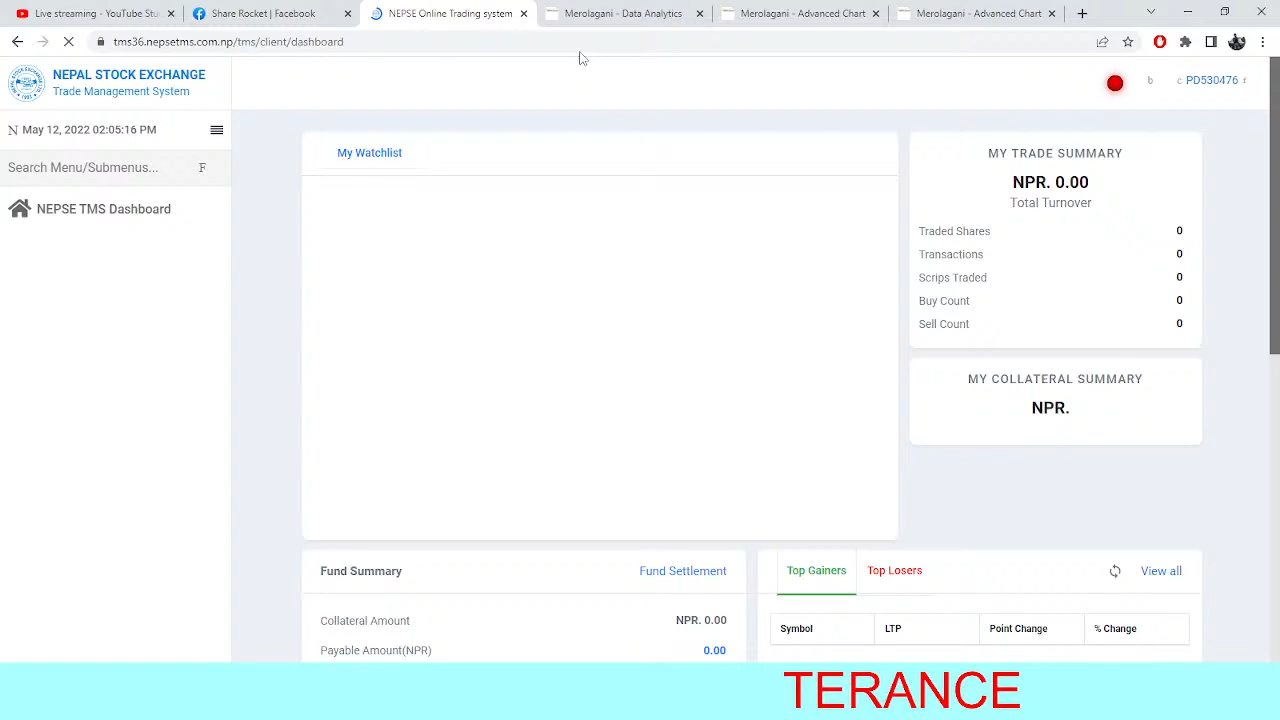 Live streaming - YouTube Stu
Share Rocket | Facebook
NEPSE Online Trading system
Merolagani - Data Analytics
Merolagani - Advanced Chart
Merolagani - Advanced Chart
tms36.nepsetms.com.np/tms/client/dashboard
NEPAL STOCK EXCHANGE
Trade Management System
b
c PD530476 f
N May 12, 2022 02:05:16 PM
Search Menu/Submenus... F
NEPSE TMS Dashboard
My Watchlist
MY TRADE SUMMARY
NPR. 0.00
Total Turnover
Traded Shares 0
Transactions 0
Scrips Traded 0
Buy Count 0
Sell Count 0
MY COLLATERAL SUMMARY
NPR.
Fund Summary Fund Settlement
Collateral Amount NPR. 0.00
Payable Amount(NPR) 0.00
Top Gainers Top Losers View all
Symbol LTP Point Change % Change
TERANCE